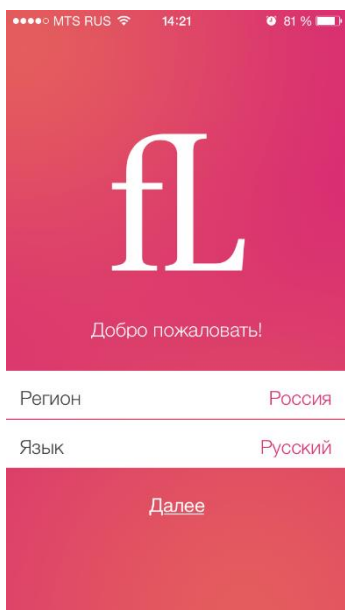 MTS RUS 14:21 81 %
fL
Добро пожаловать!
Регион Россия
Язык Русский
Далее